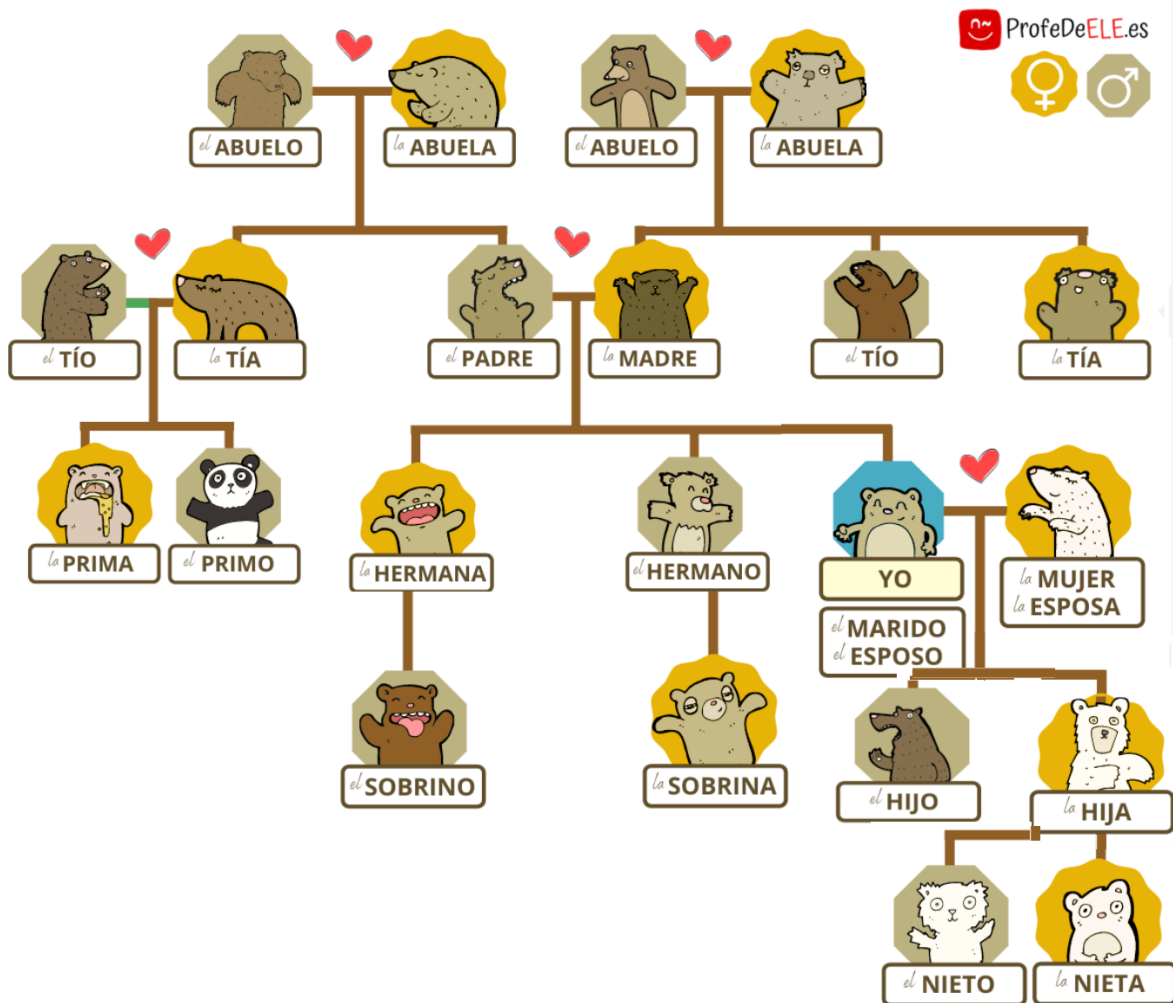 ProfeDeELE.es
el ABUELO
la ABUELA
el ABUELO
la ABUELA
el TÍO
la TÍA
el PADRE
la MADRE
el TÍO
la TÍA
la PRIMA
el PRIMO
la HERMANA
el HERMANO
YO
el MARIDO
el ESPOSO
la MUJER
la ESPOSA
el SOBRINO
la SOBRINA
el HIJO
la HIJA
el NIETO
la NIETA